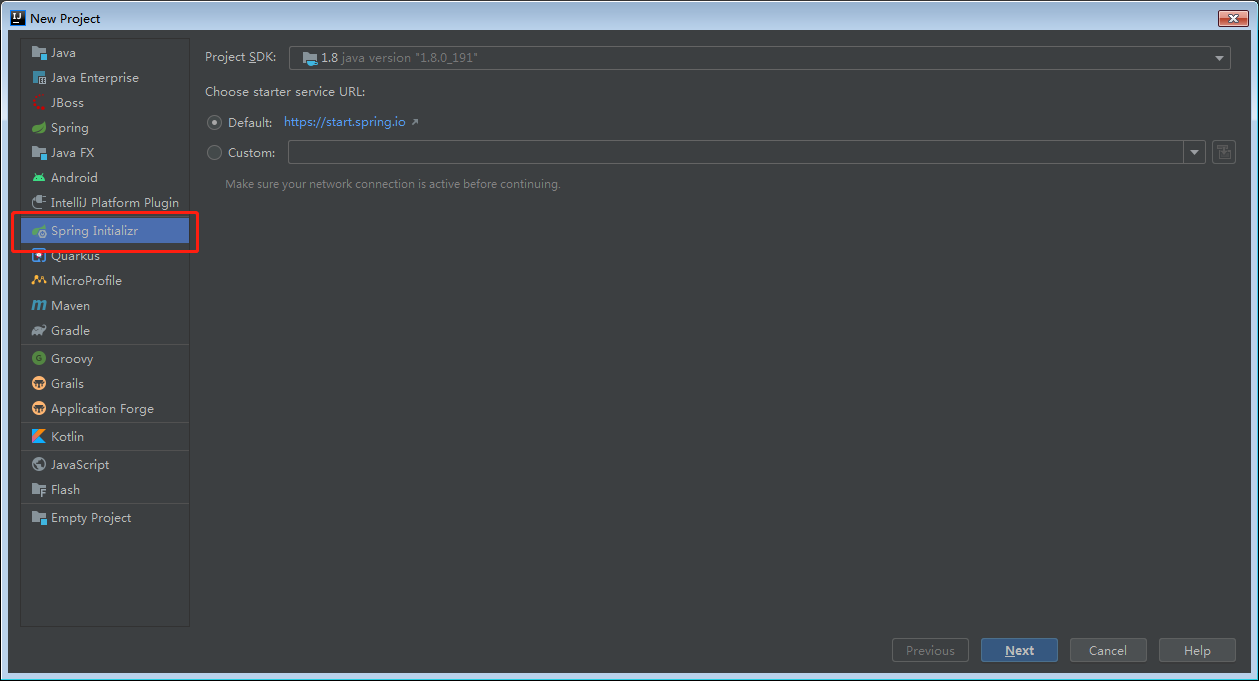 New Project
Java
Java Enterprise
JBoss
Spring
Java FX
Android
IntelliJ Platform Plugin
Spring Initializr
Quarkus
MicroProfile
Maven
Gradle
Groovy
Grails
Application Forge
Kotlin
JavaScript
Flash
Empty Project
Project SDK: 1.8 java version "1.8.0_191"
Choose starter service URL:
Default: https://start.spring.io
Custom:
Make sure your network connection is active before continuing.
Previous Next Cancel Help